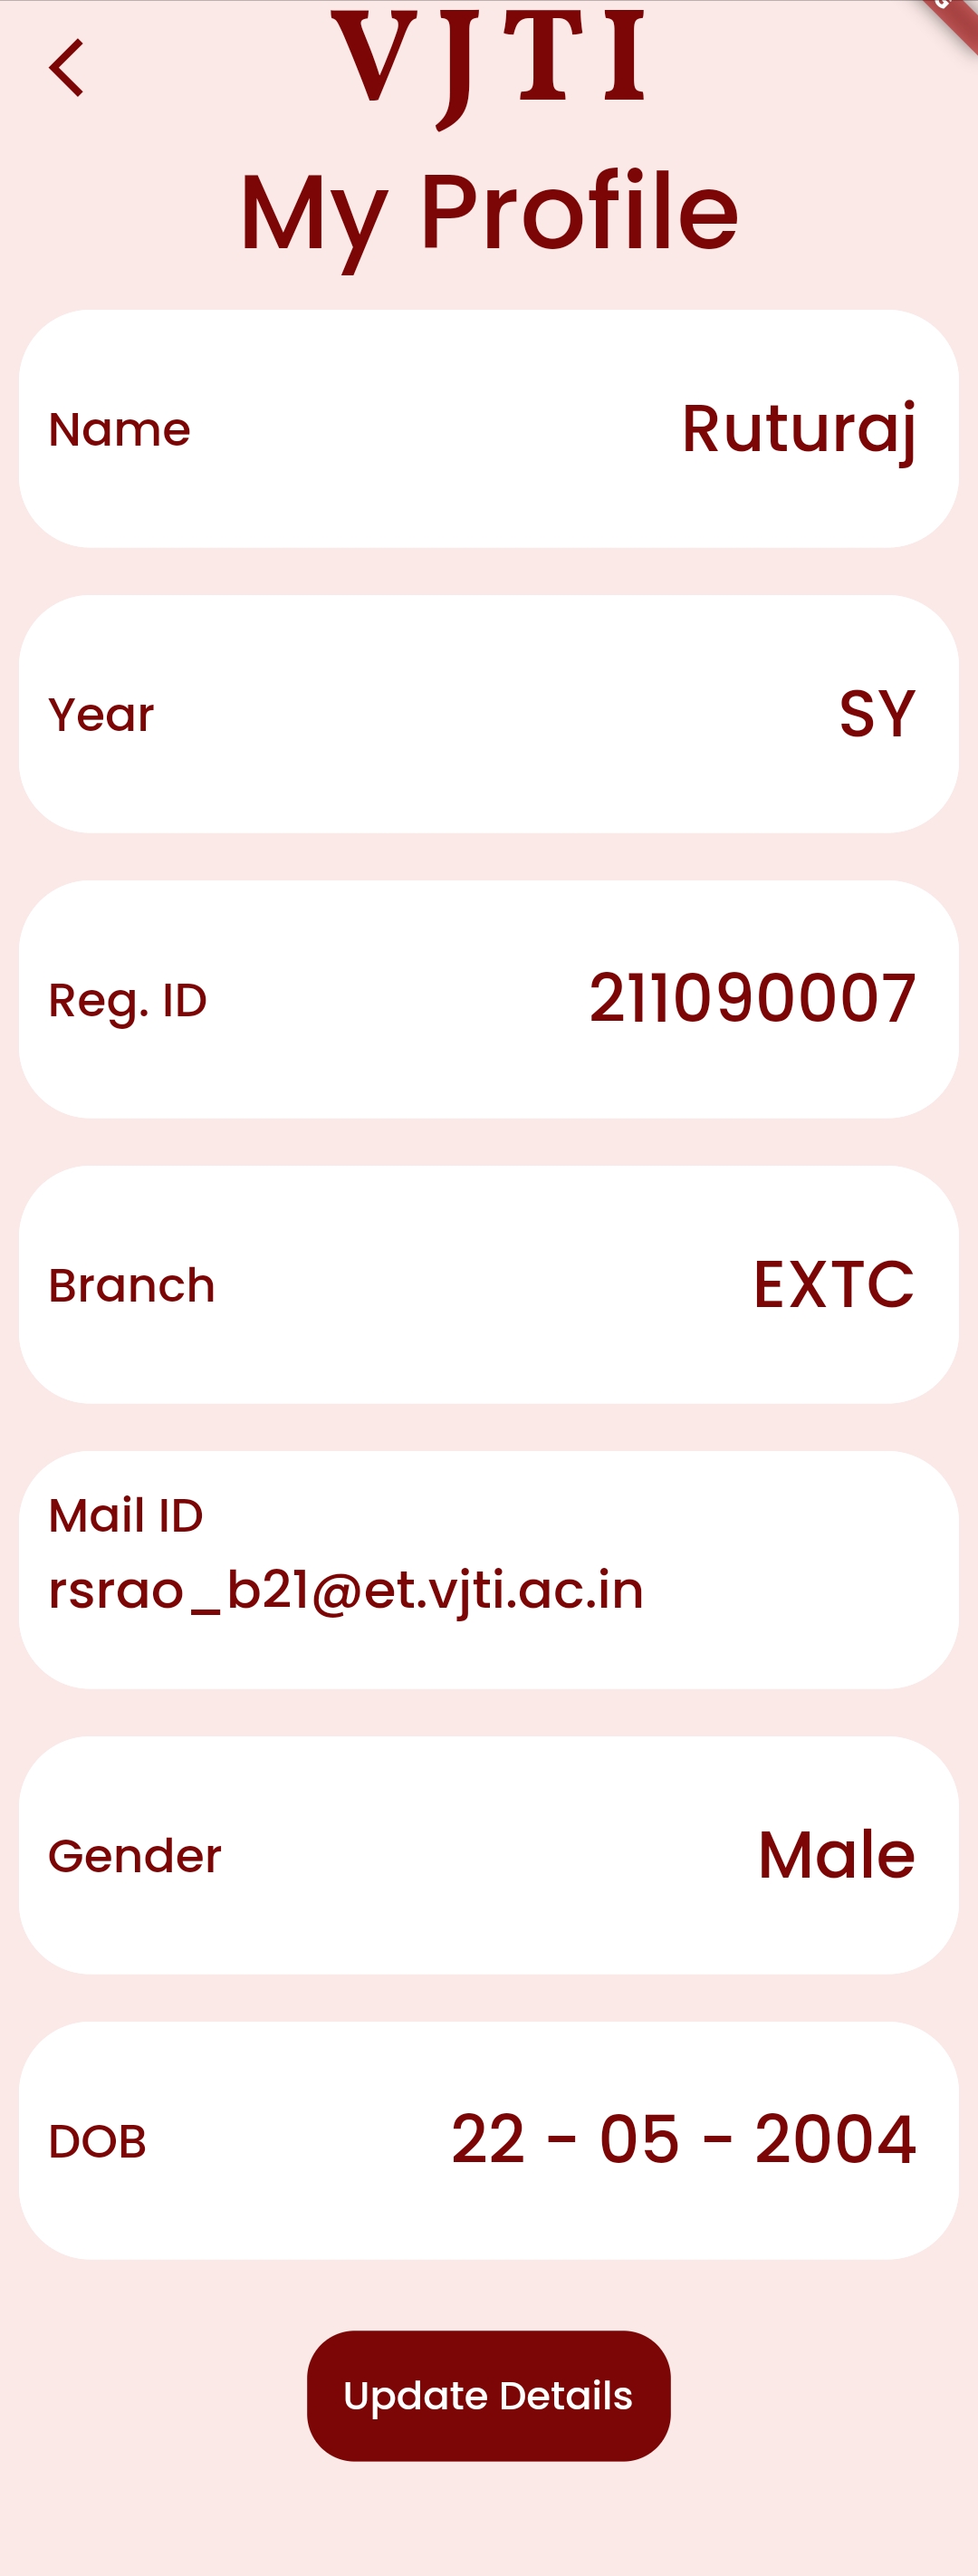 VJTI
My Profile
Name Ruturaj
Year SY
Reg. ID 211090007
Branch EXTC
Mail ID
rsrao_b21@et.vjti.ac.in
Gender Male
DOB 22 - 05 - 2004
Update Details